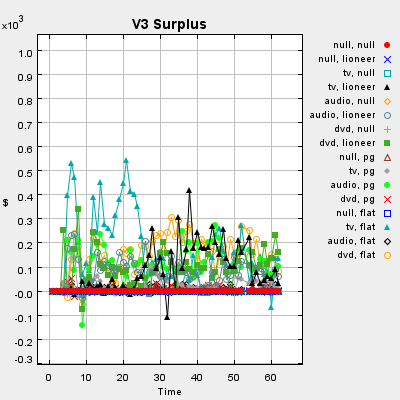 V3 Surplus
x10^3
1.0
0.9
0.8
0.7
0.6
0.5
0.4
0.3
0.2
0.1
-0.0
-0.1
-0.2
-0.3
$
0
10
20
30
40
50
60
Time
null, null
null, lioneer
tv, null
tv, lioneer
audio, null
audio, lioneer
dvd, null
dvd, lioneer
null, pg
tv, pg
audio, pg
dvd, pg
null, flat
tv, flat
audio, flat
dvd, flat